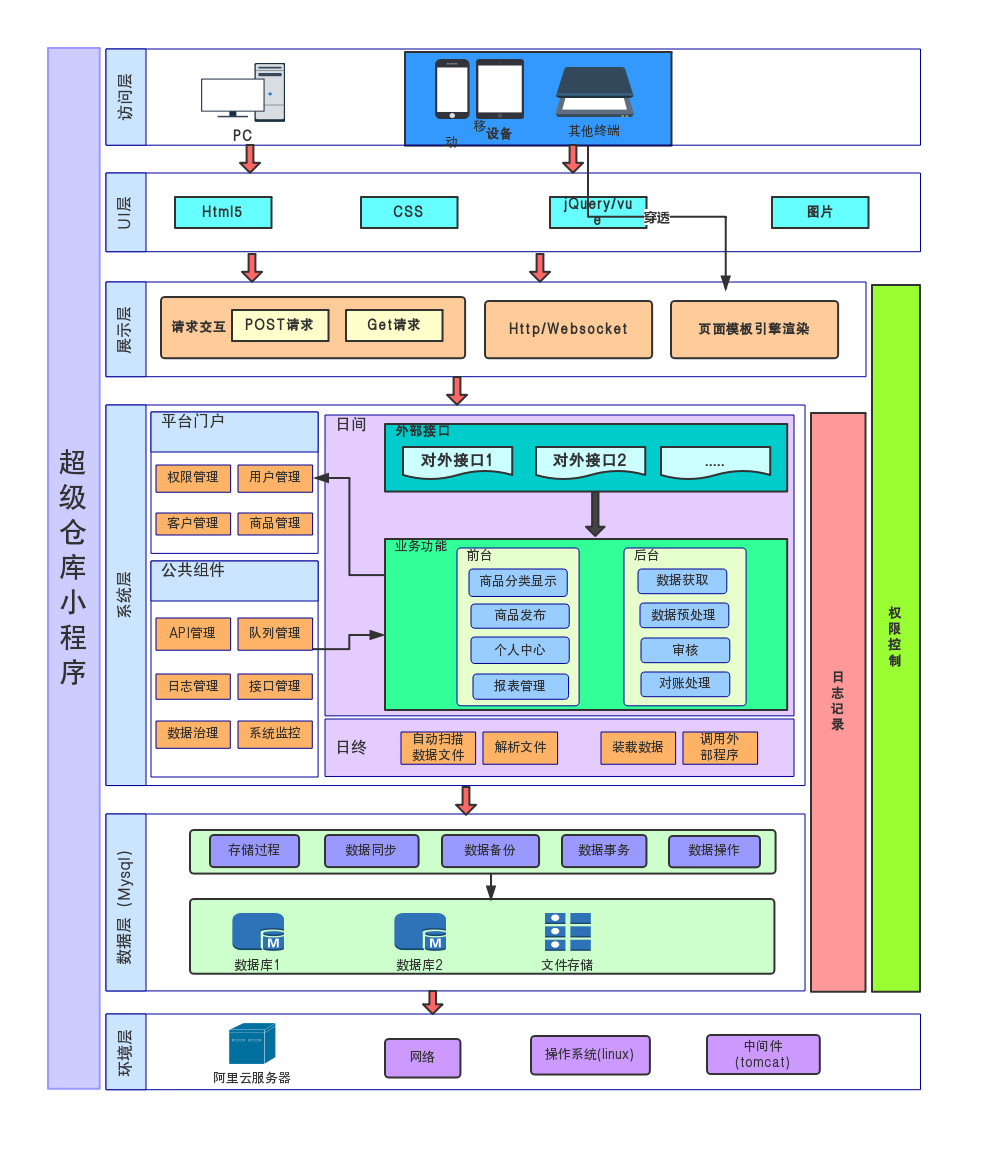 超级仓库小程序
访问层
PC
移
动
设备
其他终端
UI层
Html5
CSS
jQuery/vu
e
图片
穿透
展示层
请求交互
POST请求
Get请求
Http/Websocket
页面模板引擎渲染
系统层
平台门户
权限管理
用户管理
客户管理
商品管理
公共组件
API管理
队列管理
日志管理
接口管理
数据治理
系统监控
日间
外部接口
对外接口1
对外接口2
.....
业务功能
前台
商品分类显示
商品发布
个人中心
报表管理
后台
数据获取
数据预处理
审核
对账处理
日终
自动扫描
数据文件
解析文件
装载数据
调用外
部程序
日志记录
权限控制
数据层（Mysql）
存储过程
数据同步
数据备份
数据事务
数据操作
M
数据库1
M
数据库2
文件存储
环境层
阿里云服务器
网络
操作系统(linux)
中间件
(tomcat)